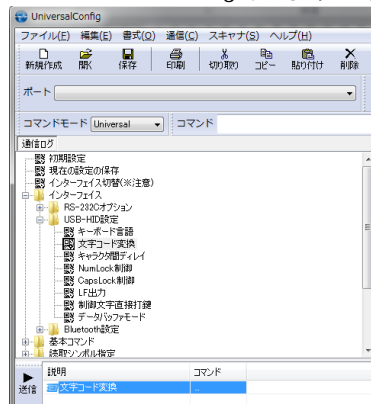 UniversalConfig
ファイル(F) 編集(E) 書式(O) 通信(C) スキャナ(S) ヘルプ(H)
新規作成 開く 保存 印刷 切り取り コピー 貼り付け 削除
ポート
コマンドモード Universal コマンド
通信ログ
初期設定
現在の設定の保存
インターフェイス切替(※注意)
インターフェイス
RS-232Cオプション
USB-HID設定
キーボード言語
文字コード変換
キャラクタ間ディレイ
NumLock制御
CapsLock制御
LF出力
制御文字直接打鍵
データバッファモード
Bluetooth設定
基本コマンド
読取シンボル指定
送信
説明 コマンド
文字コード変換 ..